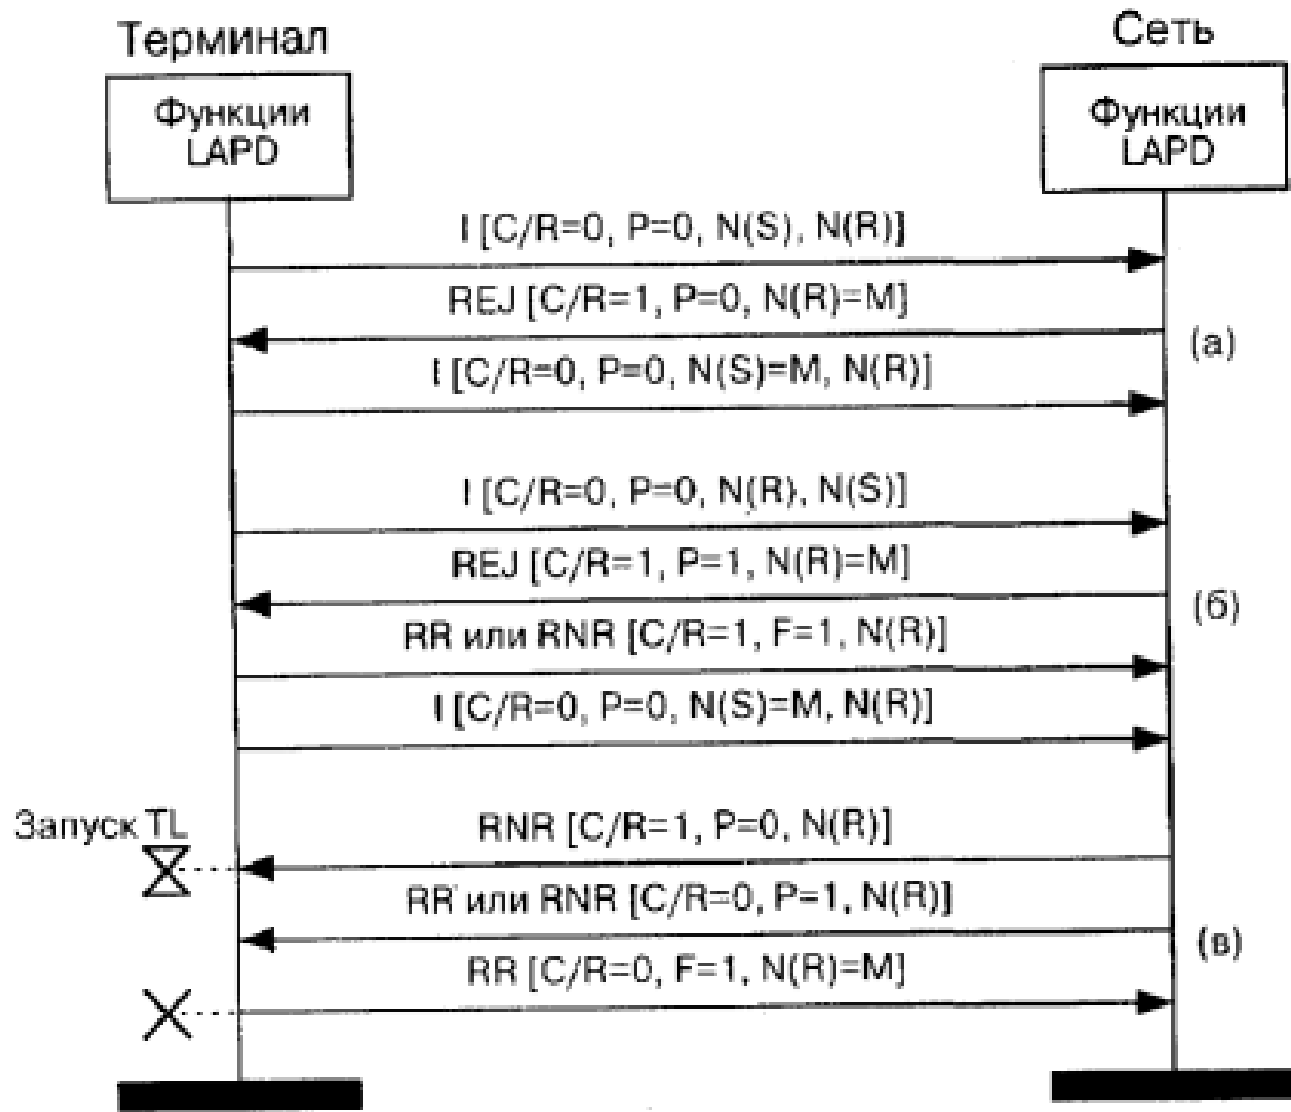 Терминал
Сеть
Функции
LAPD
Функции
LAPD
I [C/R=0, P=0, N(S), N(R)]
REJ [C/R=1, P=0, N(R)=M]
(а)
I [C/R=0, P=0, N(S)=M, N(R)]
I [C/R=0, P=0, N(R), N(S)]
REJ [C/R=1, P=1, N(R)=M]
(б)
RR или RNR [C/R=1, F=1, N(R)]
I [C/R=0, P=0, N(S)=M, N(R)]
Запуск TL
RNR [C/R=1, P=0, N(R)]
RR или RNR [C/R=0, P=1, N(R)]
(в)
RR [C/R=0, F=1, N(R)=M]